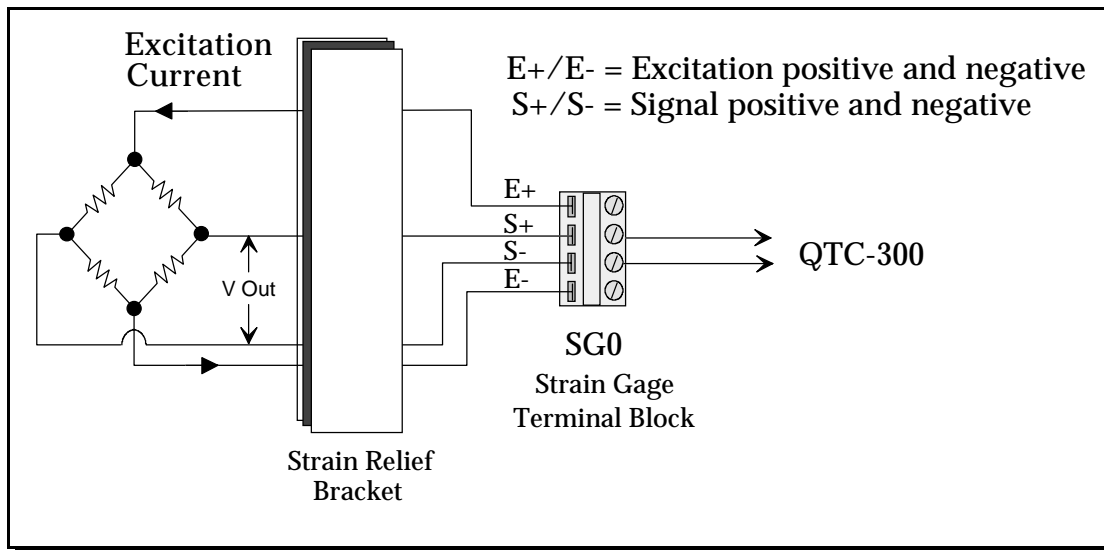 Excitation
Current
E+/E- = Excitation positive and negative
S+/S- = Signal positive and negative
E+
S+
S-
E-
V Out
QTC-300
SG0
Strain Gage
Terminal Block
Strain Relief
Bracket